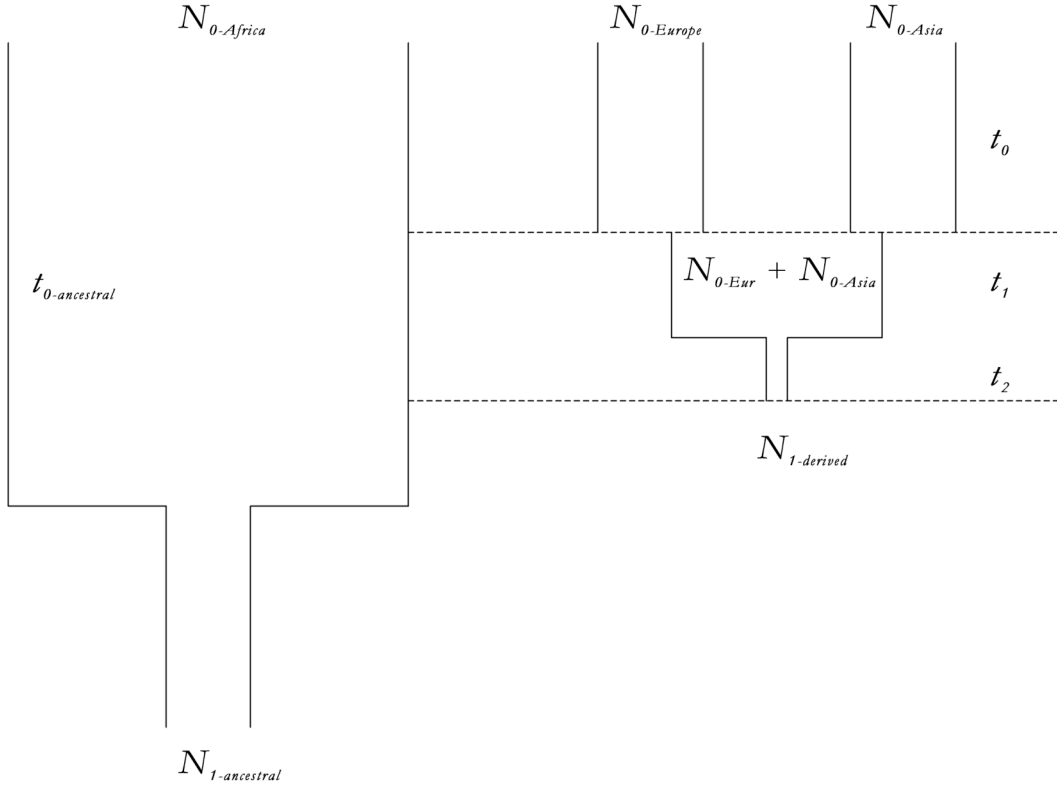 N0-Africa
N0-Europe
N0-Asia
t0
t0-ancestral
N0-Eur + N0-Asia
t1
t2
N1-derived
N1-ancestral